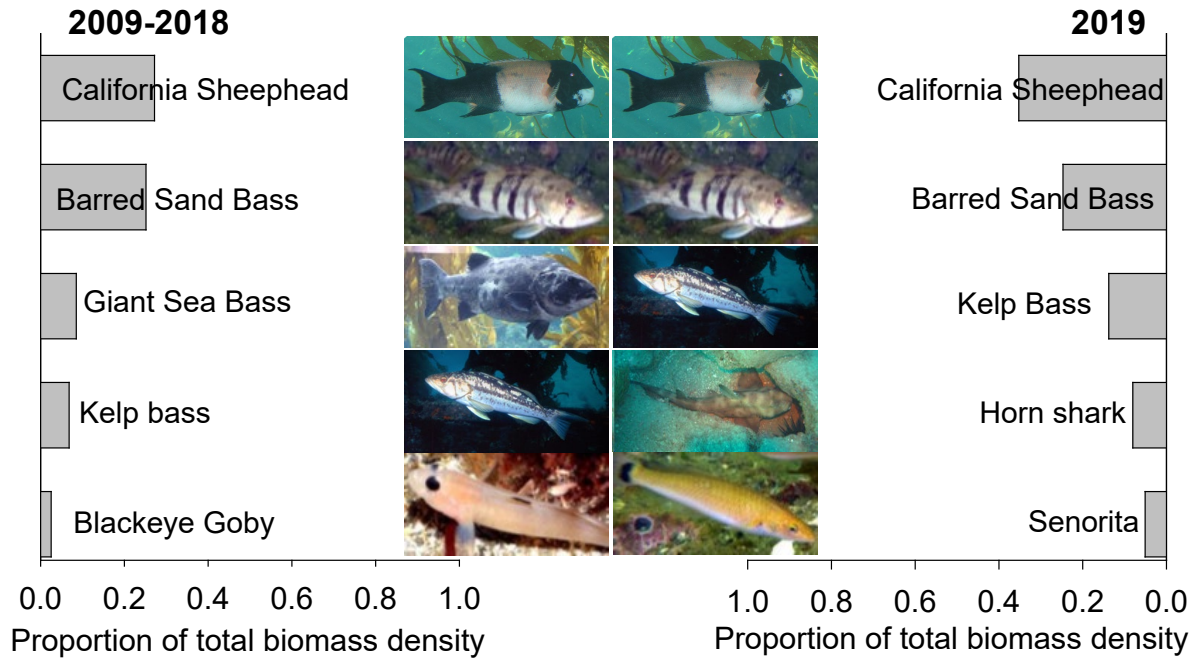 2009-2018
California Sheephead
Barred Sand Bass
Giant Sea Bass
Kelp bass
Blackeye Goby
0.0 0.2 0.4 0.6 0.8 1.0
Proportion of total biomass density
2019
California Sheephead
Barred Sand Bass
Kelp Bass
Horn shark
Senorita
1.0 0.8 0.6 0.4 0.2 0.0
Proportion of total biomass density